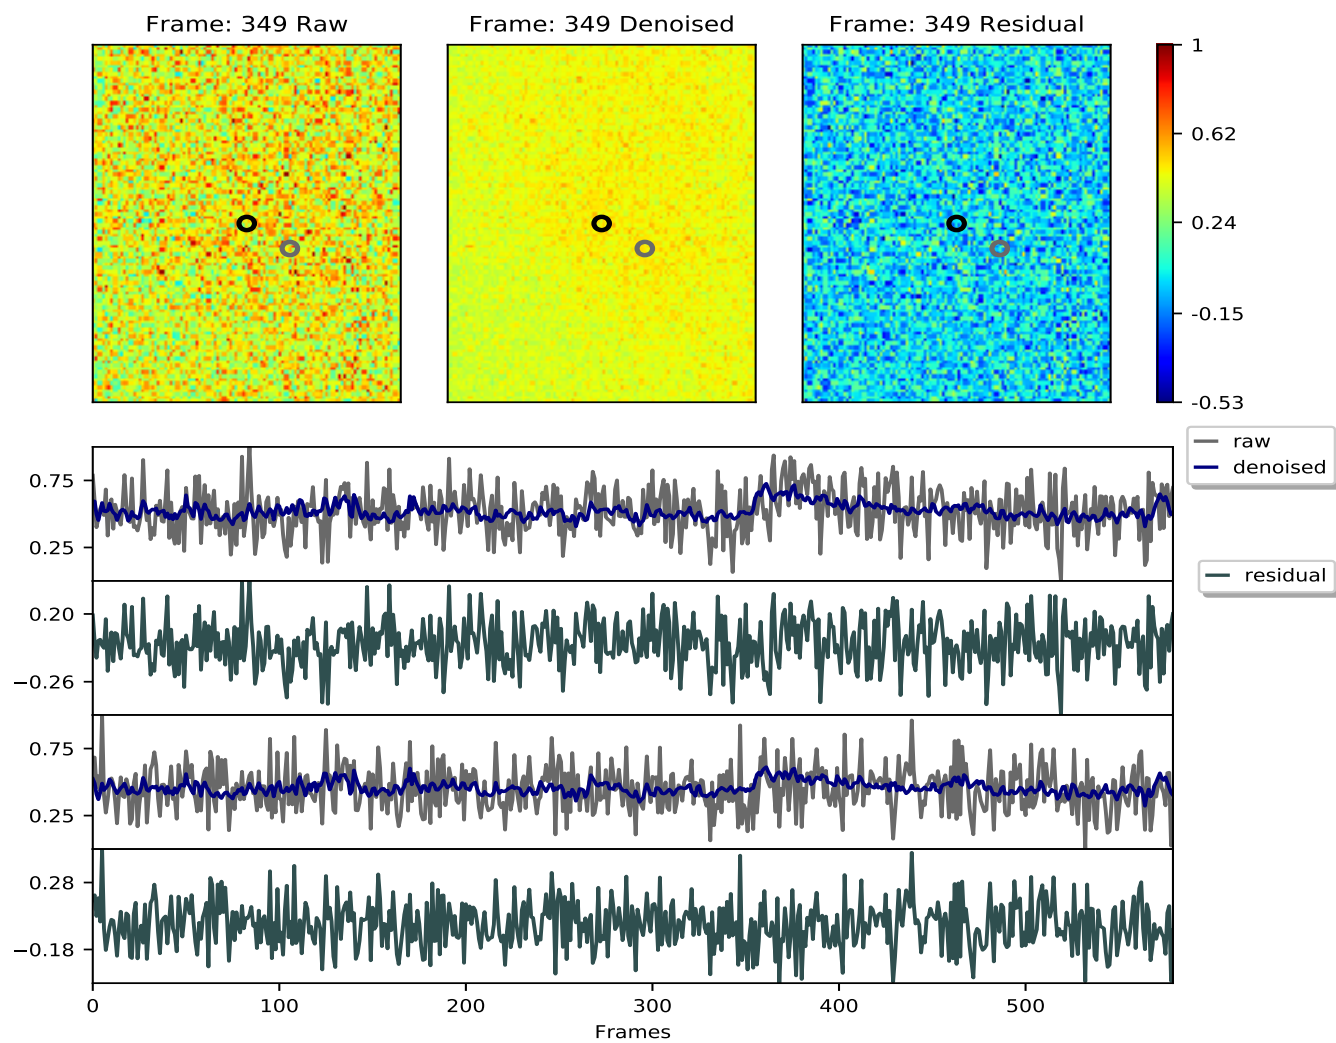 Frame: 349 Raw
Frame: 349 Denoised
Frame: 349 Residual
1
0.62
0.24
-0.15
-0.53
0.75
0.25
raw
denoised
0.20
−0.26
residual
0.75
0.25
0.28
−0.18
0 100 200 300 400 500
Frames